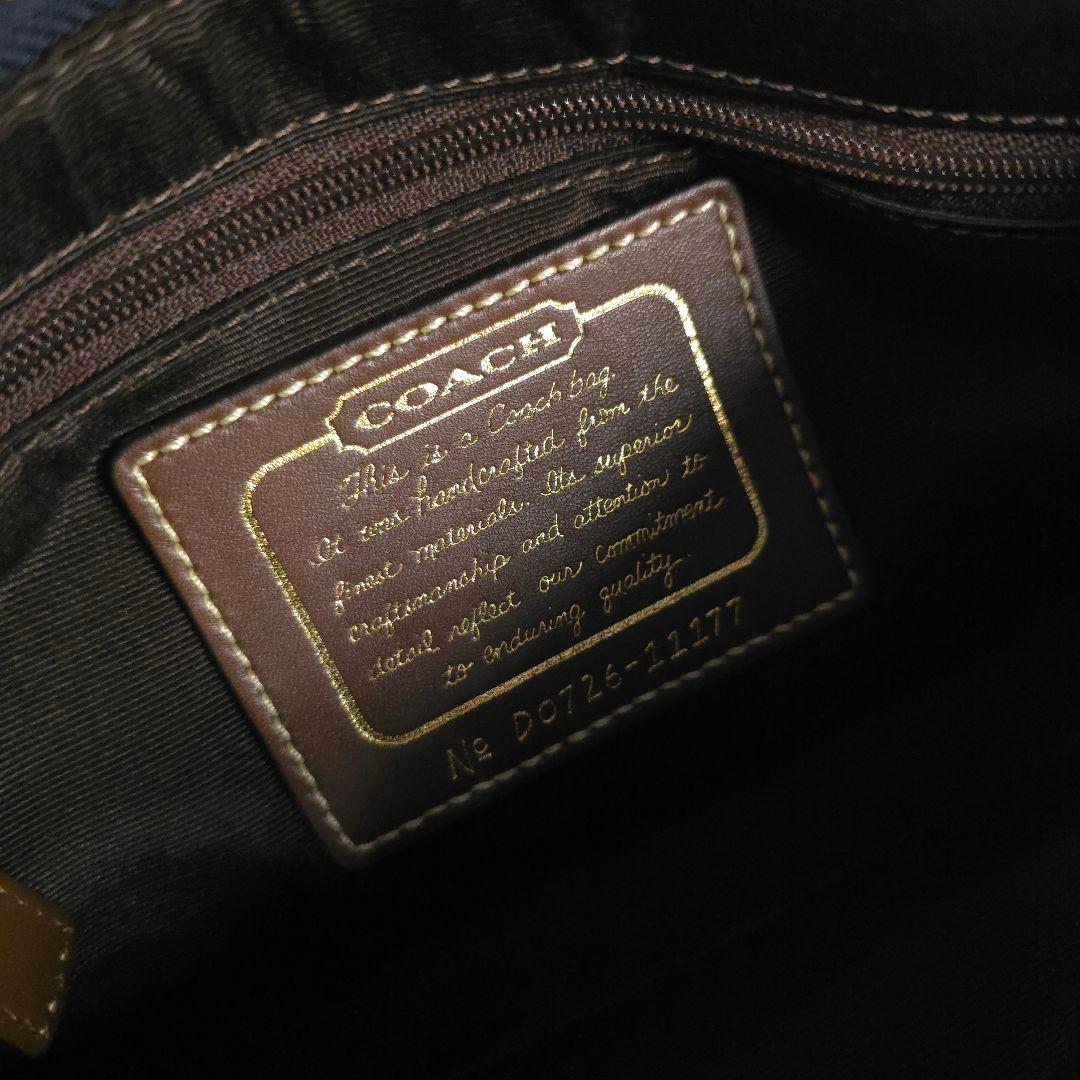 COACH
This is a Coach bag.
It was handcrafted from the
finest materials. Its superior
craftsmanship and attention to
detail reflect our commitment
to enduring quality.
Nº D0726-11177